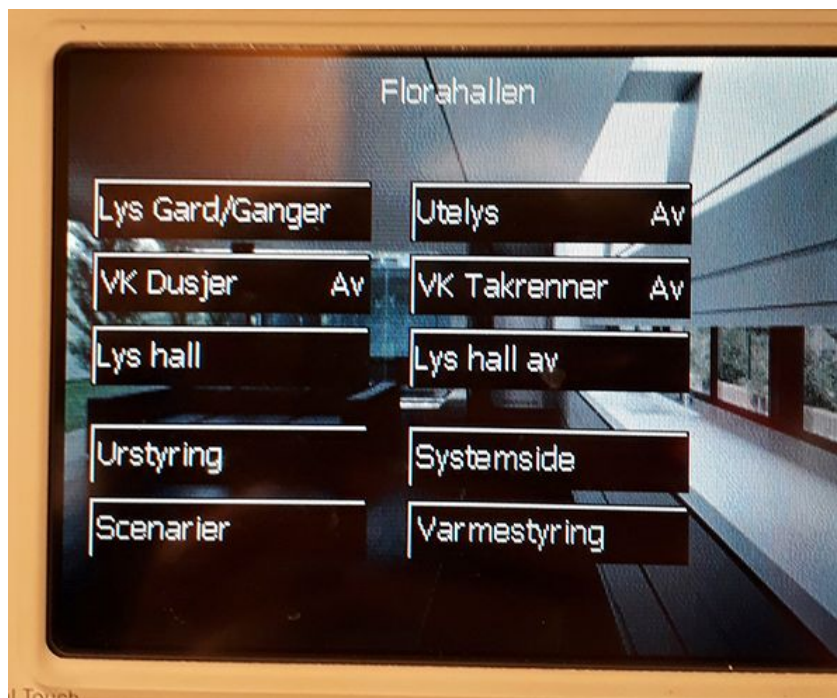 Florahallen
Lys Gard/Ganger
Utelys Av
VK Dusjer Av
VK Takrenner Av
Lys hall
Lys hall av
Urstyring
Systemside
Scenarier
Varmestyring
Touch